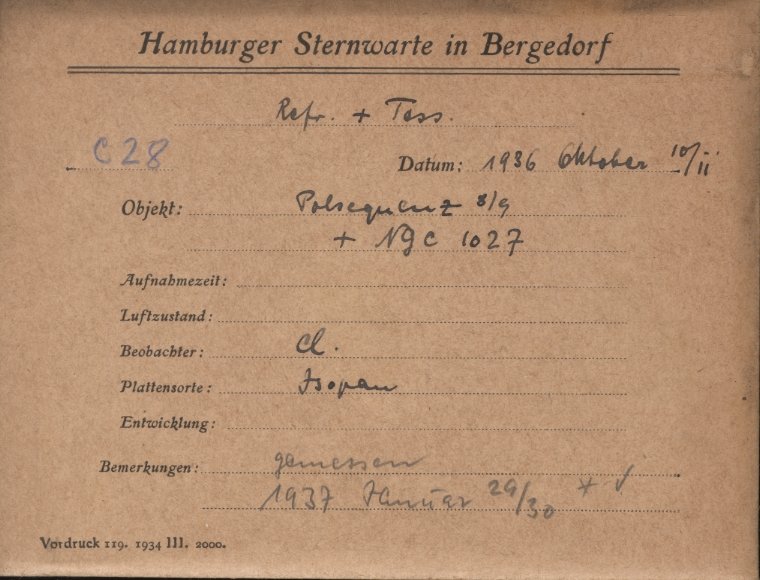 Hamburger Sternwarte in Bergedorf
Refr. + Tess.
C 28
Datum: 1936 Oktober 10/11
Objekt: Polsequenz 8/9
+ NGC 1027
Aufnahmezeit:
Luftzustand:
Beobachter: Cl.
Plattensorte: Isopan
Entwicklung:
Bemerkungen: gemessen
1937 Januar 29/30 * ✓
Vordruck 119. 1934 III. 2000.